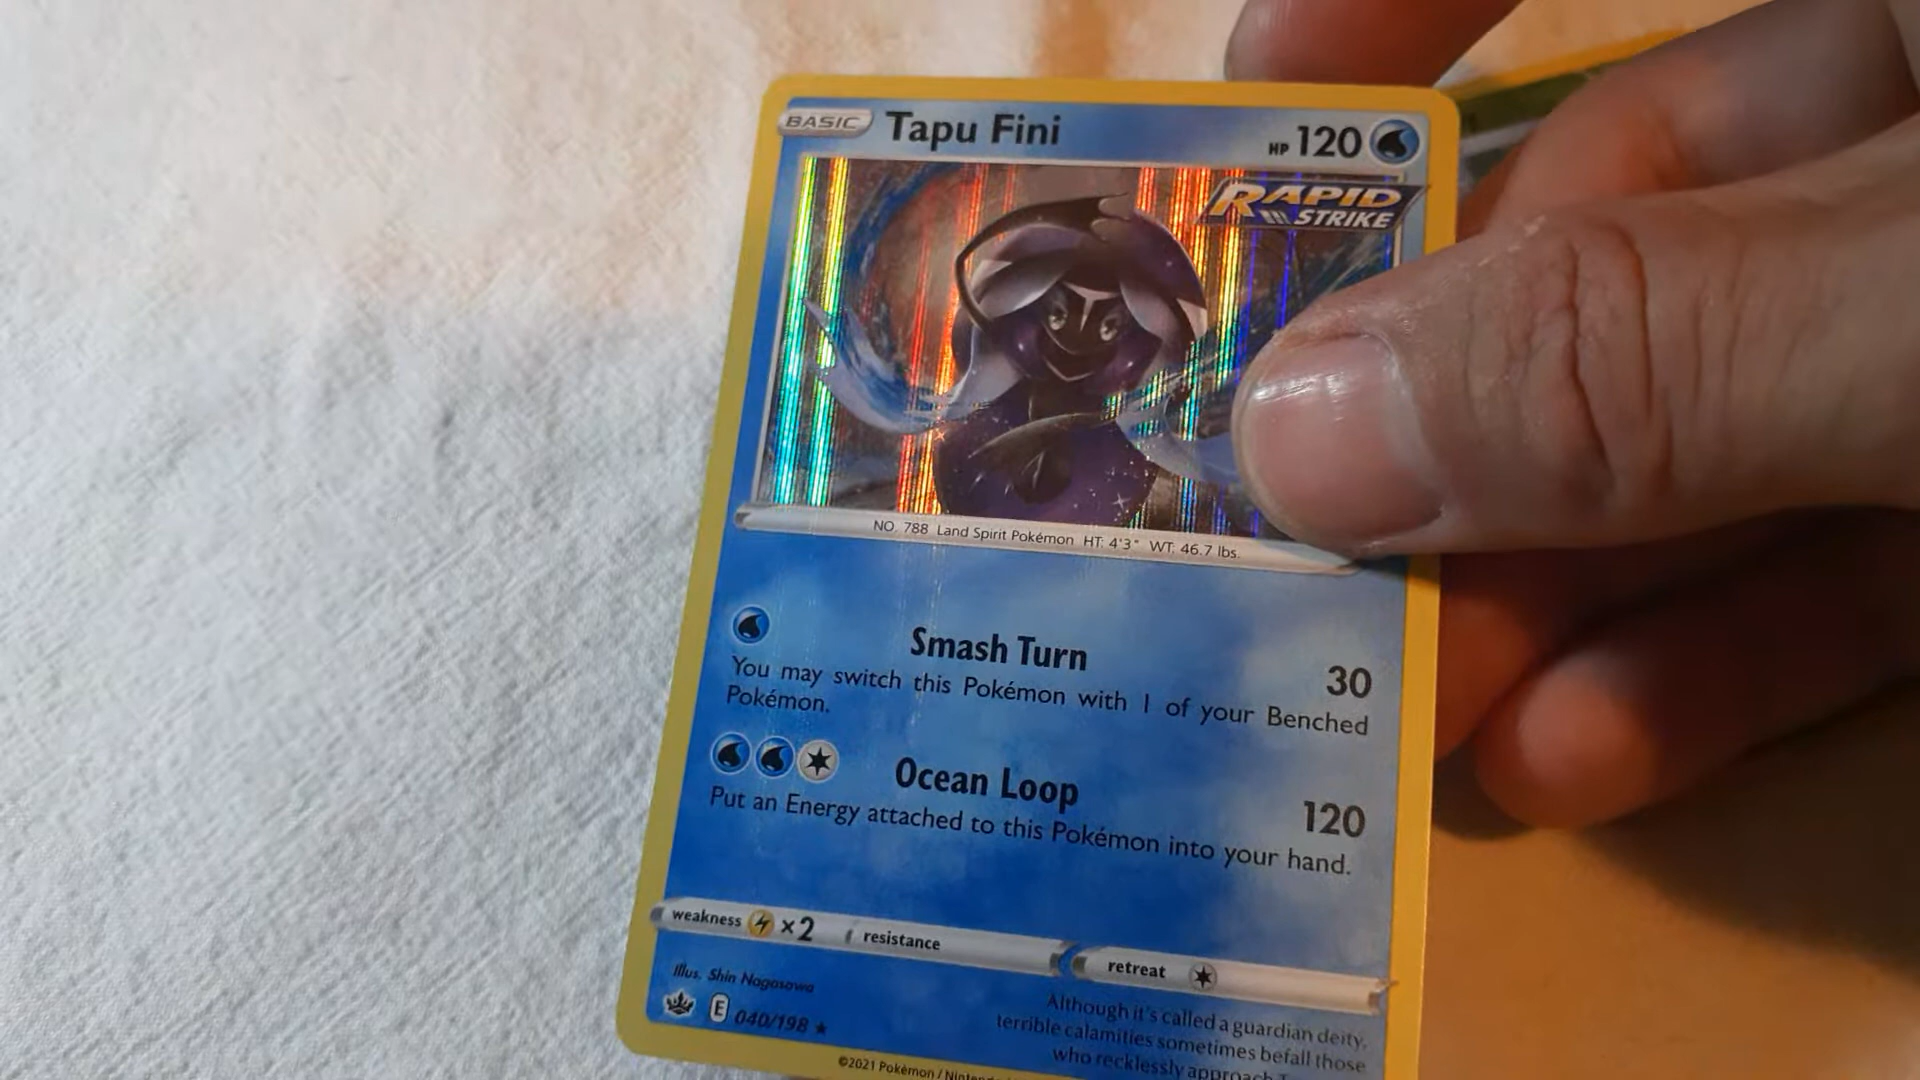 BASIC Tapu Fini HP 120
RAPID
STRIKE
NO. 788 Land Spirit Pokémon HT: 4'3" WT: 46.7 lbs.
Smash Turn 30
You may switch this Pokémon with 1 of your Benched
Pokémon.
Ocean Loop 120
Put an Energy attached to this Pokémon into your hand.
weakness ×2 resistance retreat
Illus. Shin Nagasawa
E 040/198 ★
Although it's called a guardian deity,
terrible calamities sometimes befall those
who recklessly approach
©2021 Pokémon / Nintendo